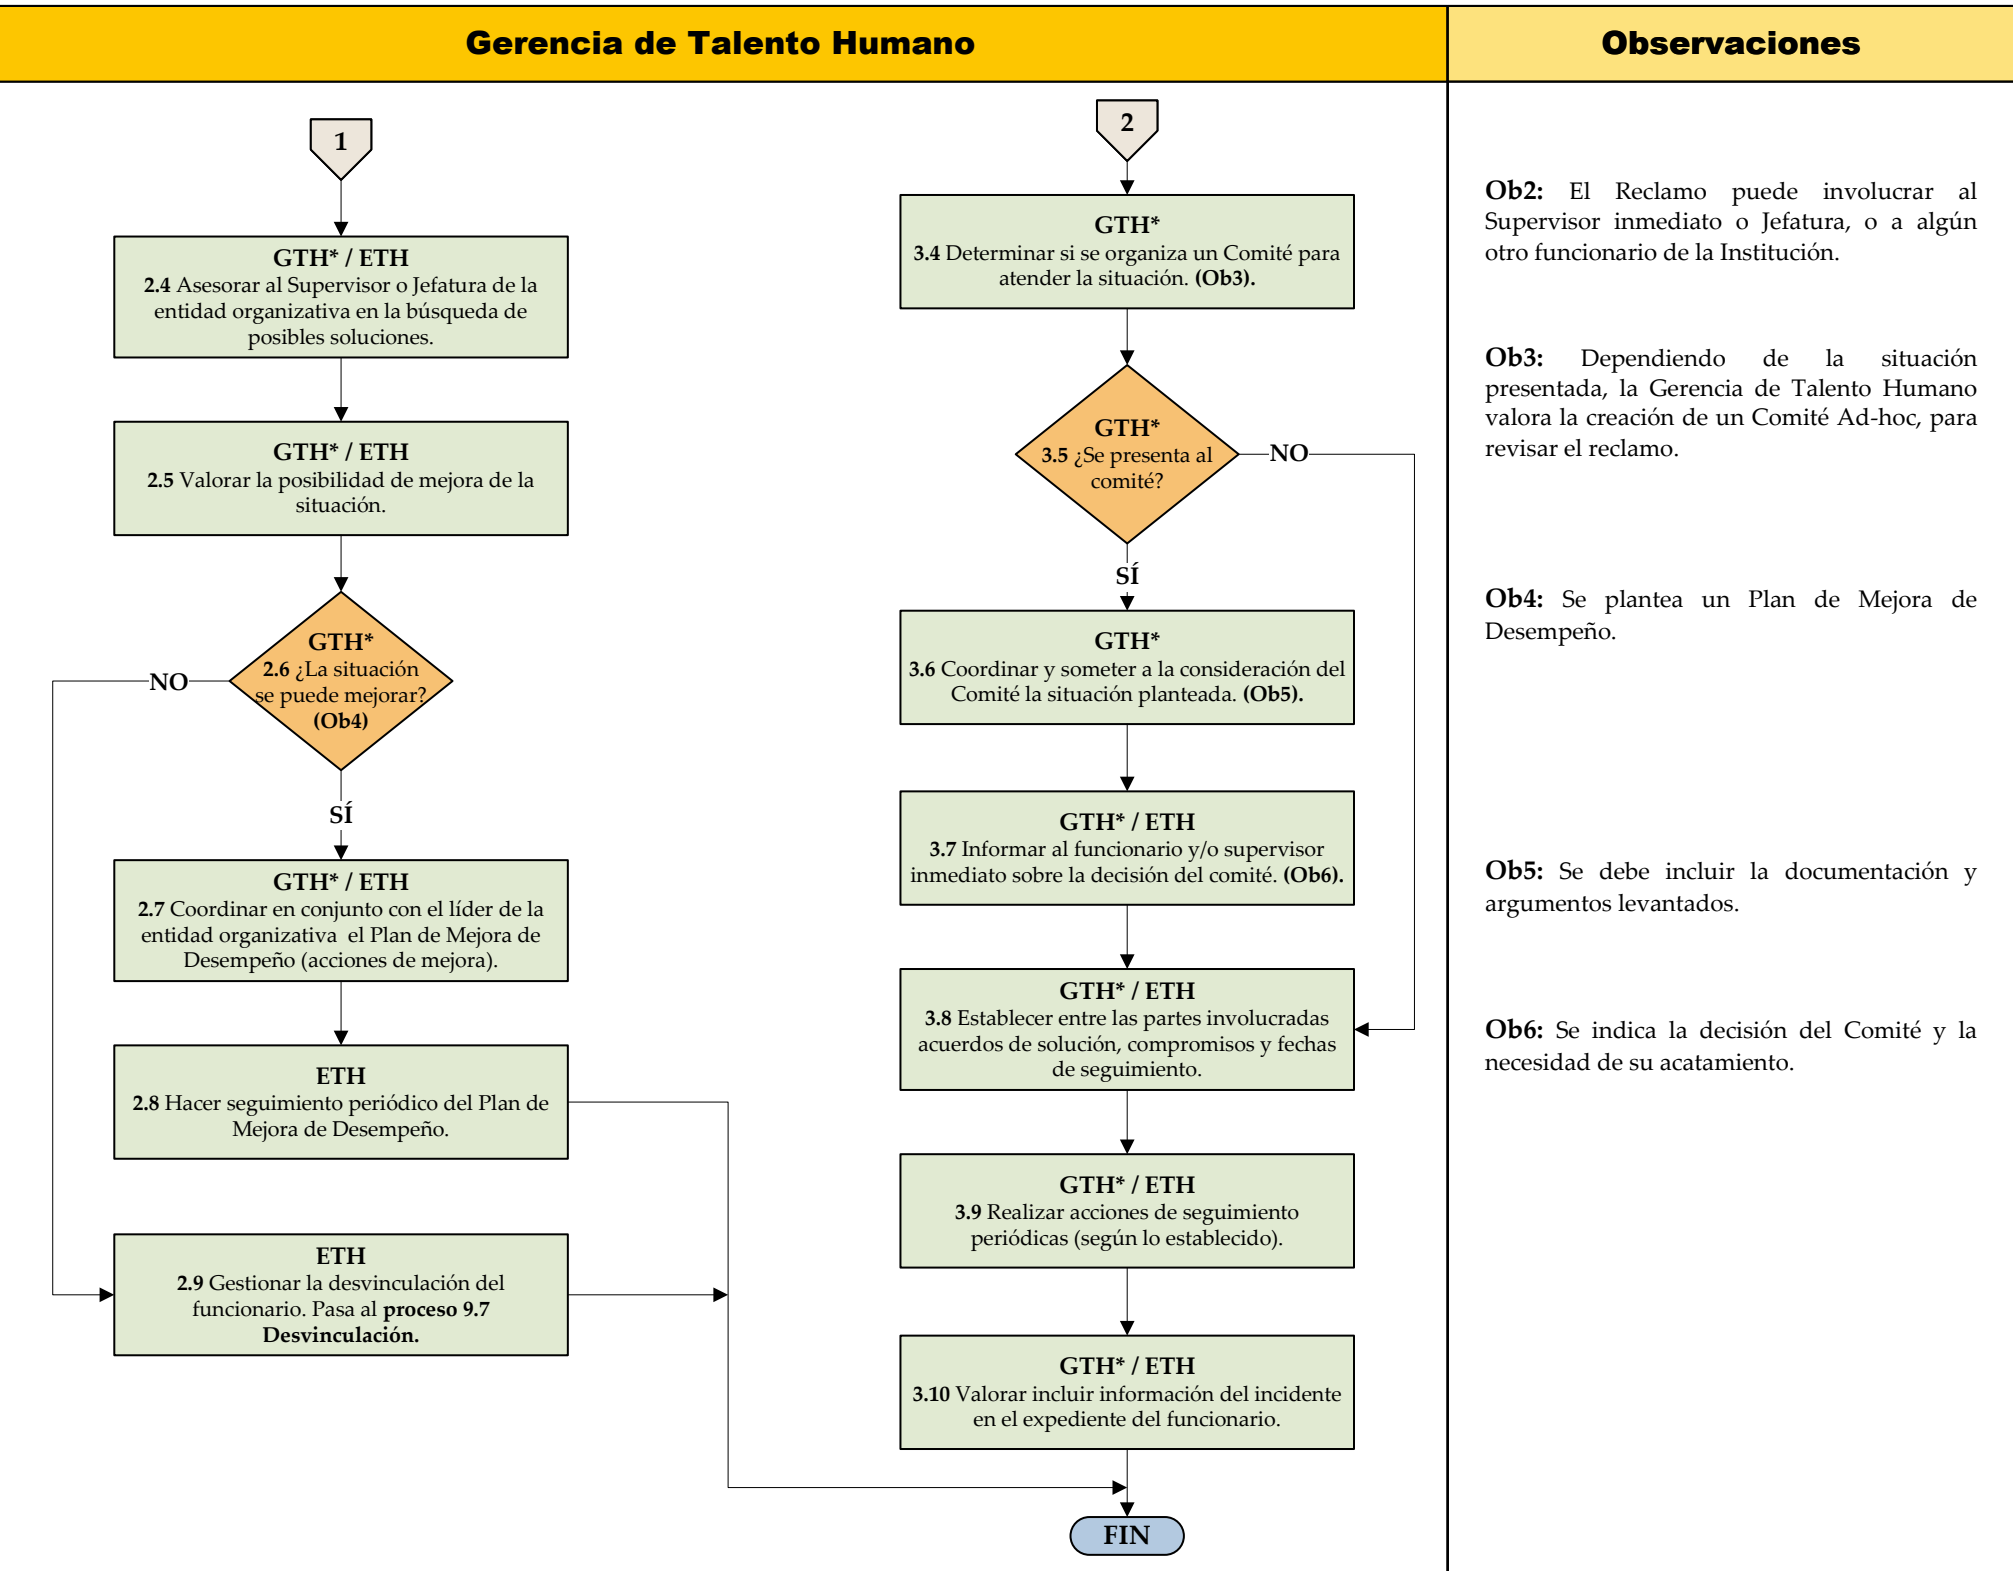 Gerencia de Talento Humano
Observaciones
1
GTH* / ETH
2.4 Asesorar al Supervisor o Jefatura de la
entidad organizativa en la búsqueda de
posibles soluciones.
GTH* / ETH
2.5 Valorar la posibilidad de mejora de la
situación.
GTH*
2.6 ¿La situación
se puede mejorar?
(Ob4)
NO
SÍ
GTH* / ETH
2.7 Coordinar en conjunto con el líder de la
entidad organizativa  el Plan de Mejora de
Desempeño (acciones de mejora).
ETH
2.8 Hacer seguimiento periódico del Plan de
Mejora de Desempeño.
ETH
2.9 Gestionar la desvinculación del
funcionario. Pasa al proceso 9.7
Desvinculación.
2
GTH*
3.4 Determinar si se organiza un Comité para
atender la situación. (Ob3).
GTH*
3.5 ¿Se presenta al
comité?
NO
SÍ
GTH*
3.6 Coordinar y someter a la consideración del
Comité la situación planteada. (Ob5).
GTH* / ETH
3.7 Informar al funcionario y/o supervisor
inmediato sobre la decisión del comité. (Ob6).
GTH* / ETH
3.8 Establecer entre las partes involucradas
acuerdos de solución, compromisos y fechas
de seguimiento.
GTH* / ETH
3.9 Realizar acciones de seguimiento
periódicas (según lo establecido).
GTH* / ETH
3.10 Valorar incluir información del incidente
en el expediente del funcionario.
FIN
Ob2: El Reclamo puede involucrar al
Supervisor inmediato o Jefatura, o a algún
otro funcionario de la Institución.
Ob3: Dependiendo de la situación
presentada, la Gerencia de Talento Humano
valora la creación de un Comité Ad-hoc, para
revisar el reclamo.
Ob4: Se plantea un Plan de Mejora de
Desempeño.
Ob5: Se debe incluir la documentación y
argumentos levantados.
Ob6: Se indica la decisión del Comité y la
necesidad de su acatamiento.